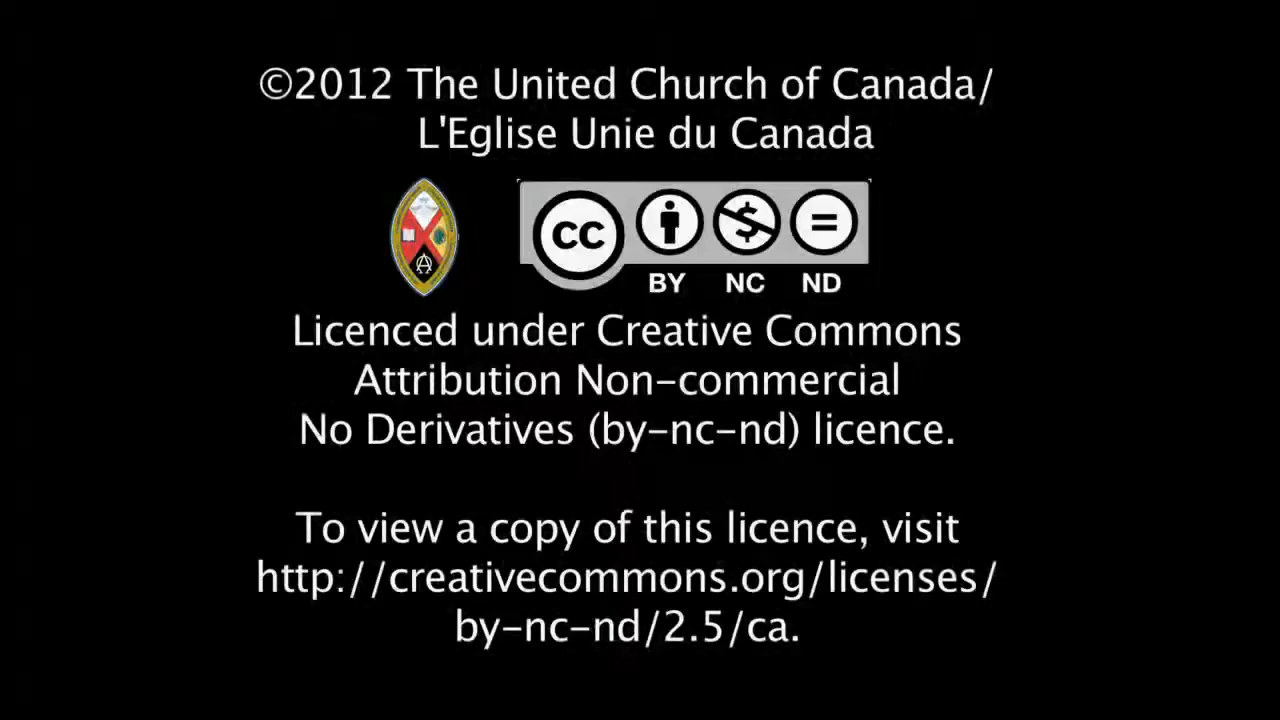 ©2012 The United Church of Canada/
L'Eglise Unie du Canada
cc
BY NC ND
Licenced under Creative Commons
Attribution Non-commercial
No Derivatives (by-nc-nd) licence.
To view a copy of this licence, visit
http://creativecommons.org/licenses/
by-nc-nd/2.5/ca.